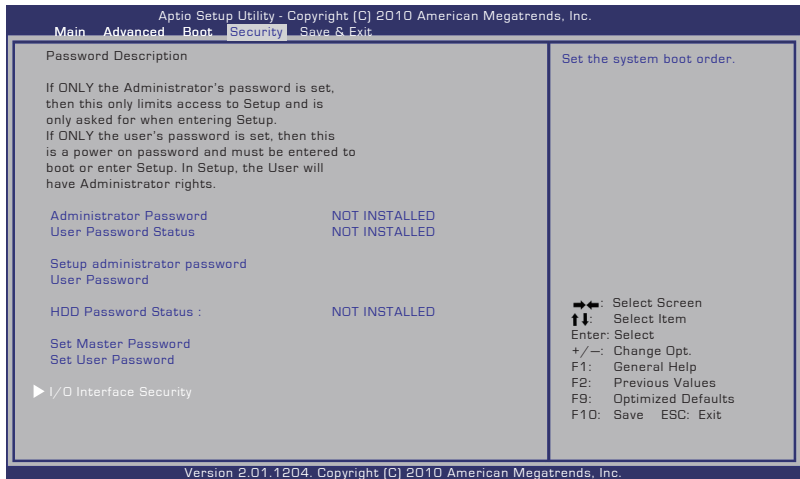 Aptio Setup Utility - Copyright (C) 2010 American Megatrends, Inc.
Main Advanced Boot Security Save & Exit
Password Description
If ONLY the Administrator's password is set,
then this only limits access to Setup and is
only asked for when entering Setup.
If ONLY the user's password is set, then this
is a power on password and must be entered to
boot or enter Setup. In Setup, the User will
have Administrator rights.
Administrator Password NOT INSTALLED
User Password Status NOT INSTALLED
Setup administrator password
User Password
HDD Password Status : NOT INSTALLED
Set Master Password
Set User Password
I/O Interface Security
Set the system boot order.
→←: Select Screen
↑↓: Select Item
Enter: Select
+/—: Change Opt.
F1: General Help
F2: Previous Values
F9: Optimized Defaults
F10: Save ESC: Exit
Version 2.01.1204. Copyright (C) 2010 American Megatrends, Inc.